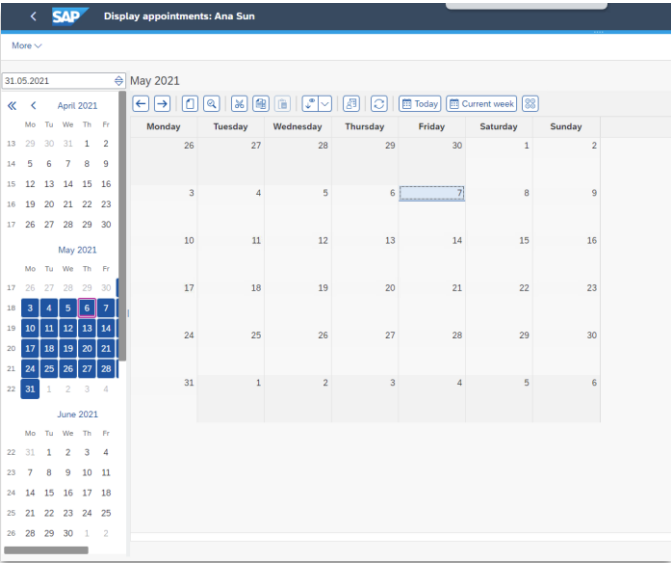 SAP Display appointments: Ana Sun
More
31.05.2021
May 2021
April 2021
Today Current week
Mo Tu We Th Fr
13 29 30 31 1 2
14 5 6 7 8 9
15 12 13 14 15 16
16 19 20 21 22 23
17 26 27 28 29 30
May 2021
Mo Tu We Th Fr
17 26 27 28 29 30
18 3 4 5 6 7
19 10 11 12 13 14
20 17 18 19 20 21
21 24 25 26 27 28
22 31 1 2 3 4
June 2021
Mo Tu We Th Fr
22 31 1 2 3 4
23 7 8 9 10 11
24 14 15 16 17 18
25 21 22 23 24 25
26 28 29 30 1 2
Monday Tuesday Wednesday Thursday Friday Saturday Sunday
26 27 28 29 30 1 2
3 4 5 6 7 8 9
10 11 12 13 14 15 16
17 18 19 20 21 22 23
24 25 26 27 28 29 30
31 1 2 3 4 5 6